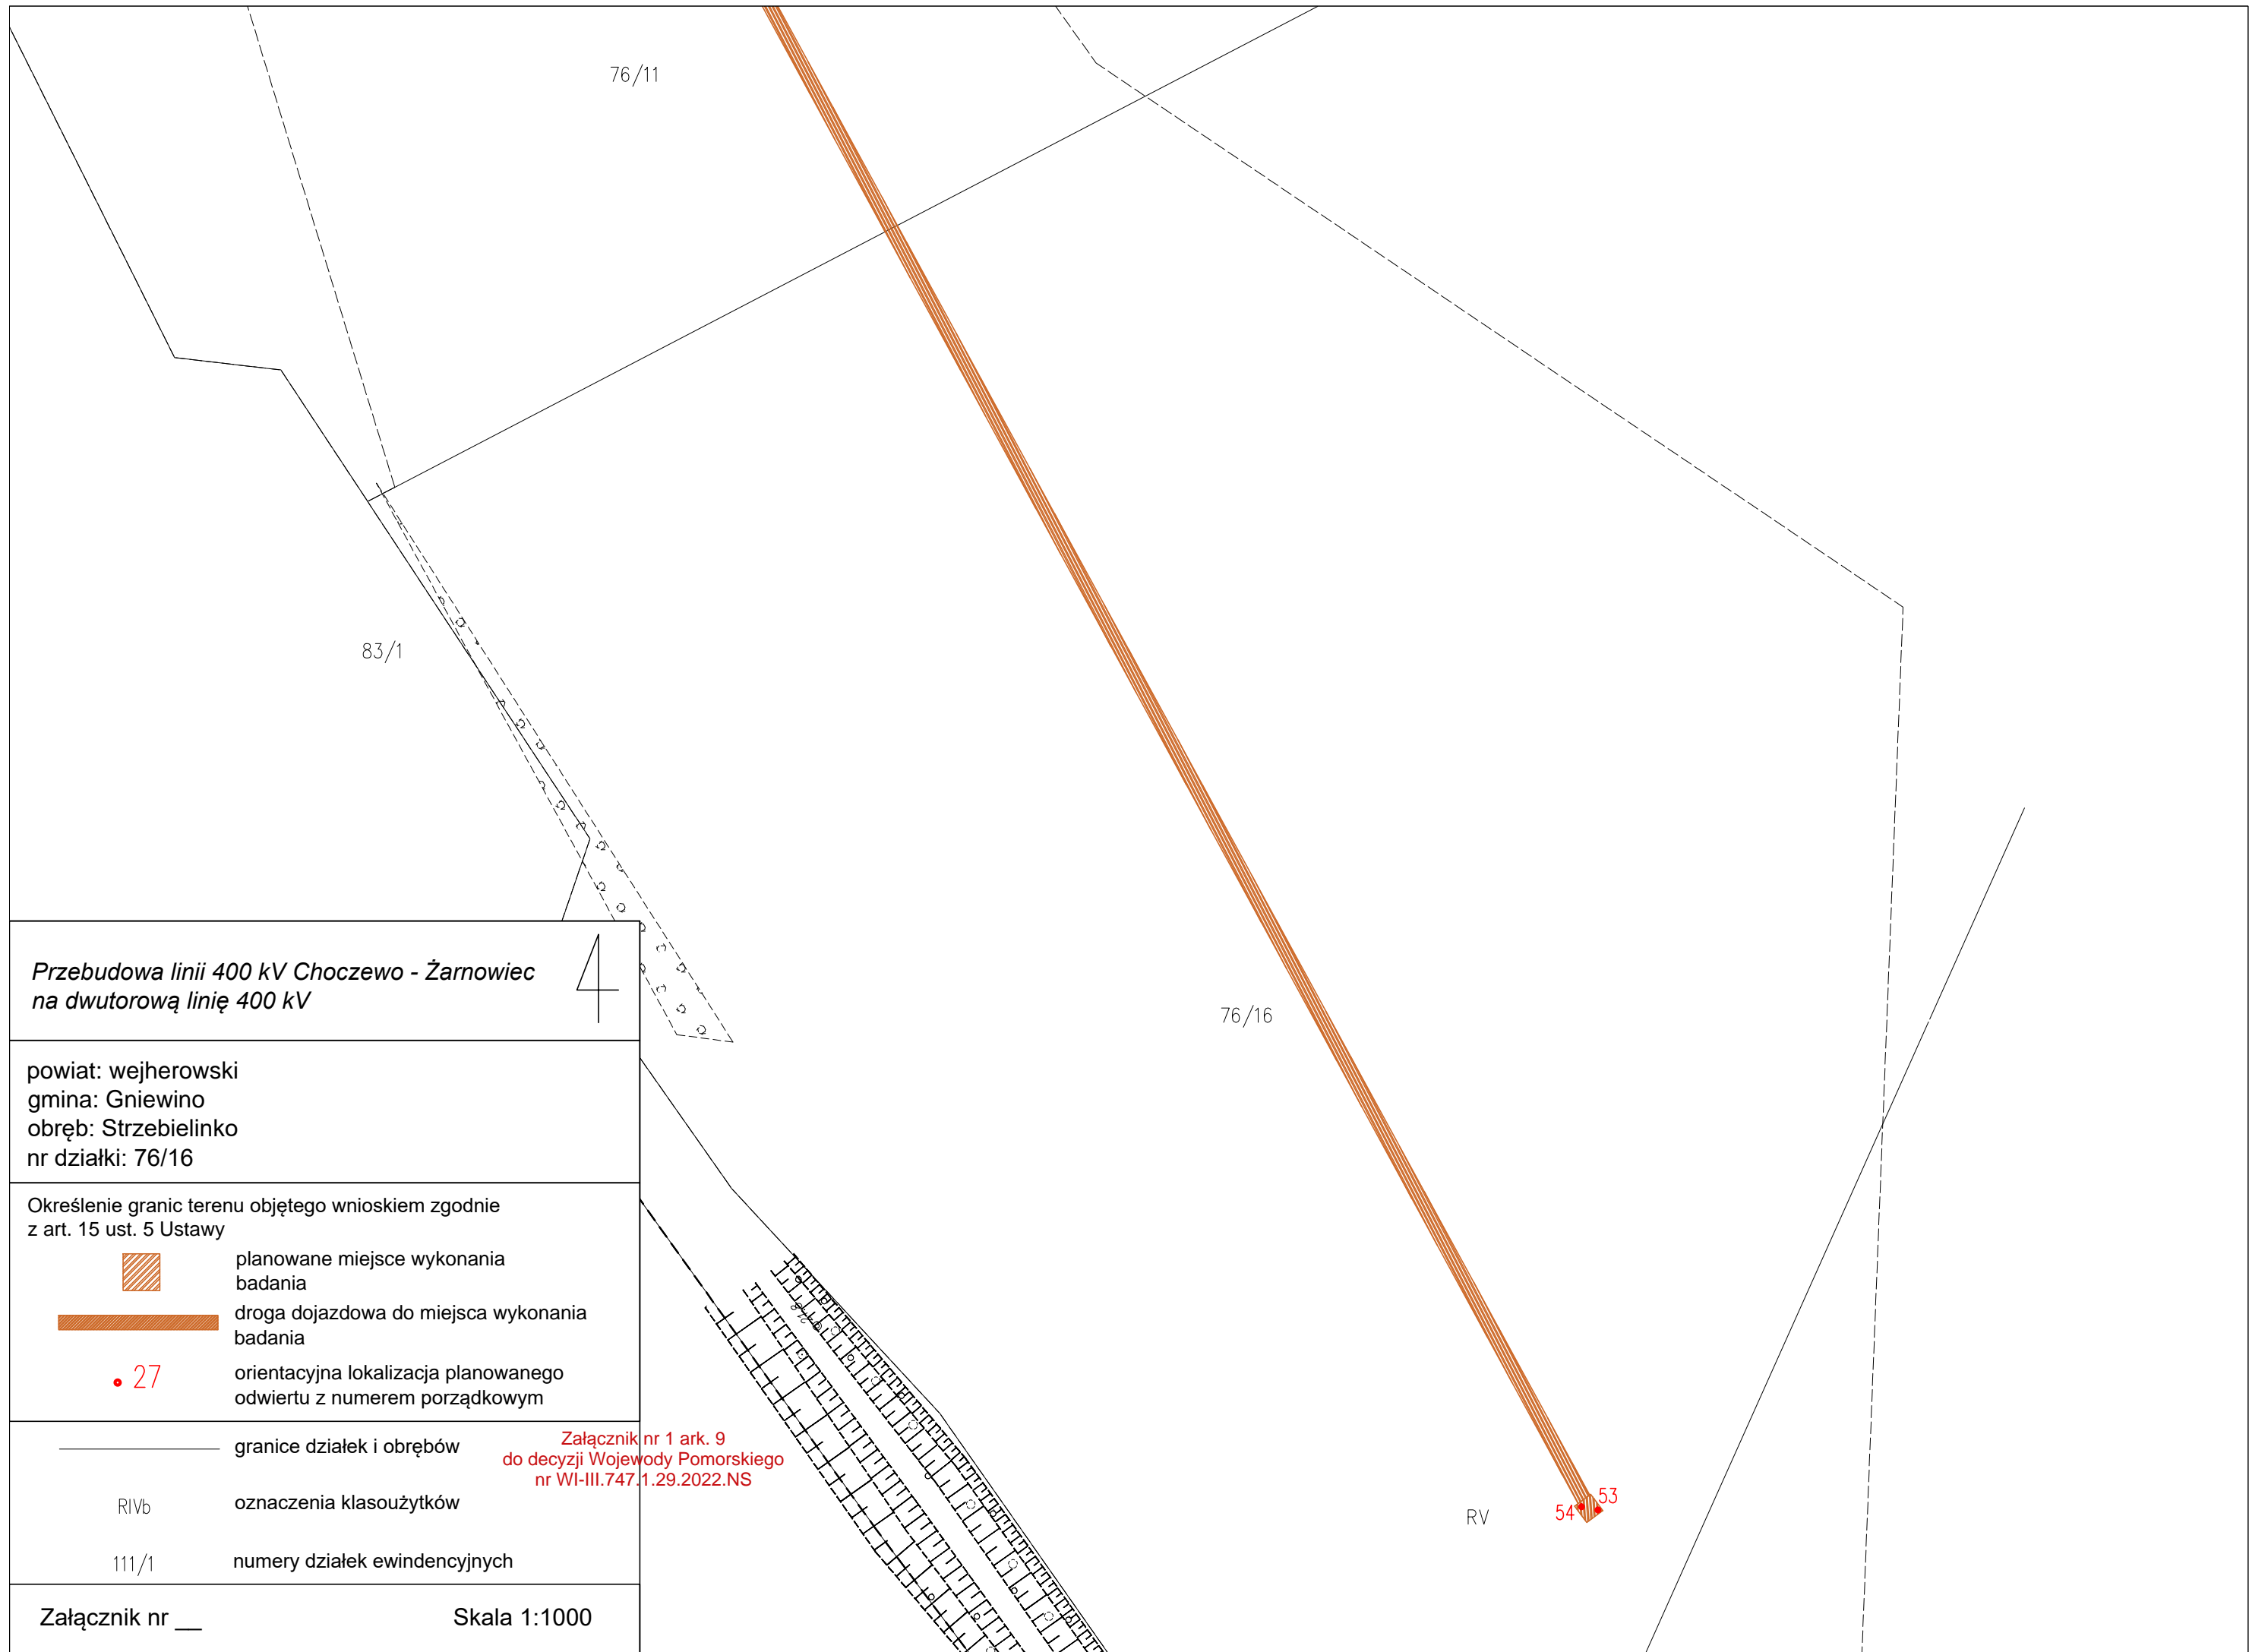 76/11
83/1
76/16
Przebudowa linii 400 kV Choczewo - Żarnowiec
na dwutorową linię 400 kV
powiat: wejherowski
gmina: Gniewino
obręb: Strzebielinko
nr działki: 76/16
Określenie granic terenu objętego wnioskiem zgodnie
z art. 15 ust. 5 Ustawy
planowane miejsce wykonania
badania
droga dojazdowa do miejsca wykonania
badania
27
orientacyjna lokalizacja planowanego
odwiertu z numerem porządkowym
granice działek i obrębów
RIVb
oznaczenia klasoużytków
111/1
numery działek ewindencyjnych
Załącznik nr __
Skala 1:1000
Załącznik nr 1 ark. 9
do decyzji Wojewody Pomorskiego
nr WI-III.747.1.29.2022.NS
RV
54
53